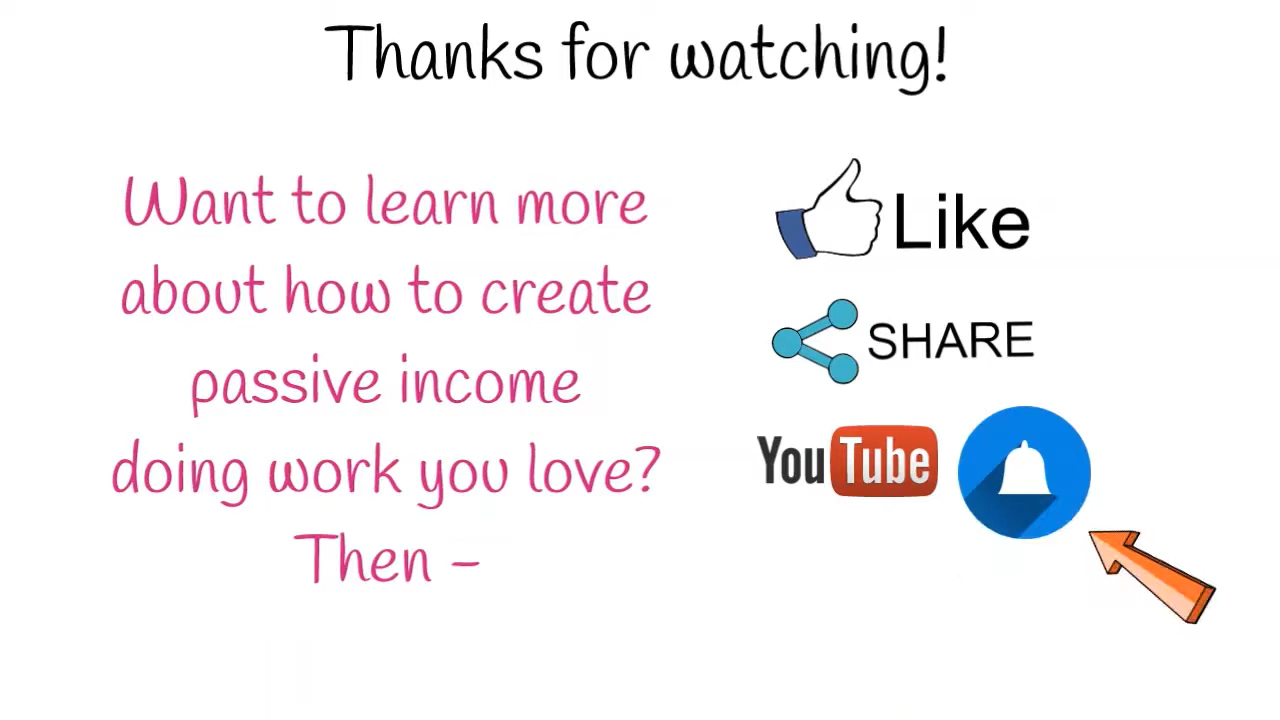 Thanks for watching!
Want to learn more
about how to create
passive income
doing work you love?
Then -
Like
SHARE
YouTube